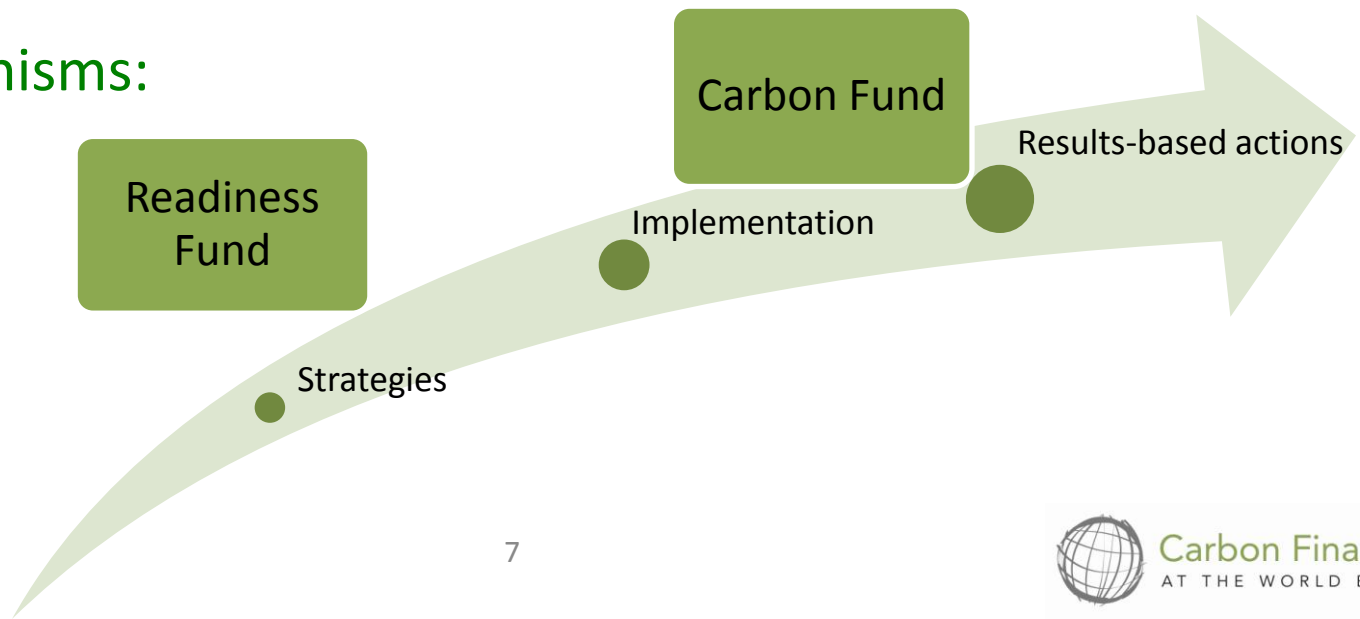 nisms:
Carbon Fund
Results-based actions
Readiness
Fund
Implementation
Strategies
7
Carbon Fina
AT THE WORLD